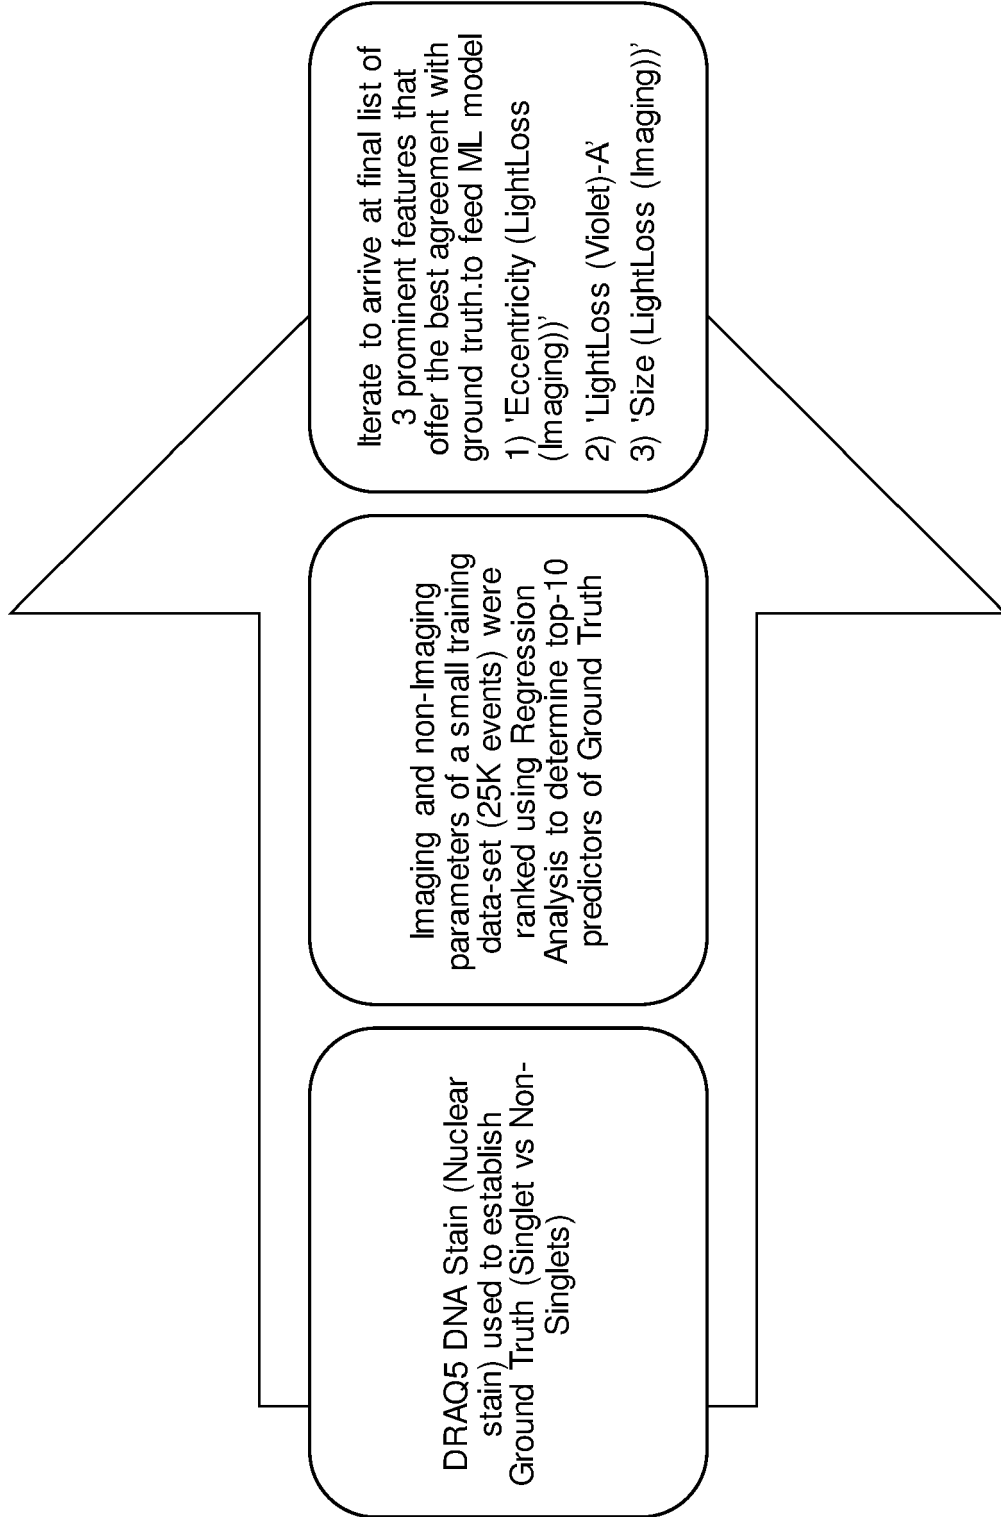 DRAQ5 DNA Stain (Nuclear
stain) used to establish
Ground Truth (Singlet vs Non-
Singlets)
Imaging and non-Imaging
parameters of a small training
data-set (25K events) were
ranked using Regression
Analysis to determine top-10
predictors of Ground Truth
Iterate to arrive at final list of
3 prominent features that
offer the best agreement with
ground truth.to feed ML model
1) 'Eccentricity (LightLoss
(Imaging))'
2) 'LightLoss (Violet)-A'
3) 'Size (LightLoss (Imaging))'